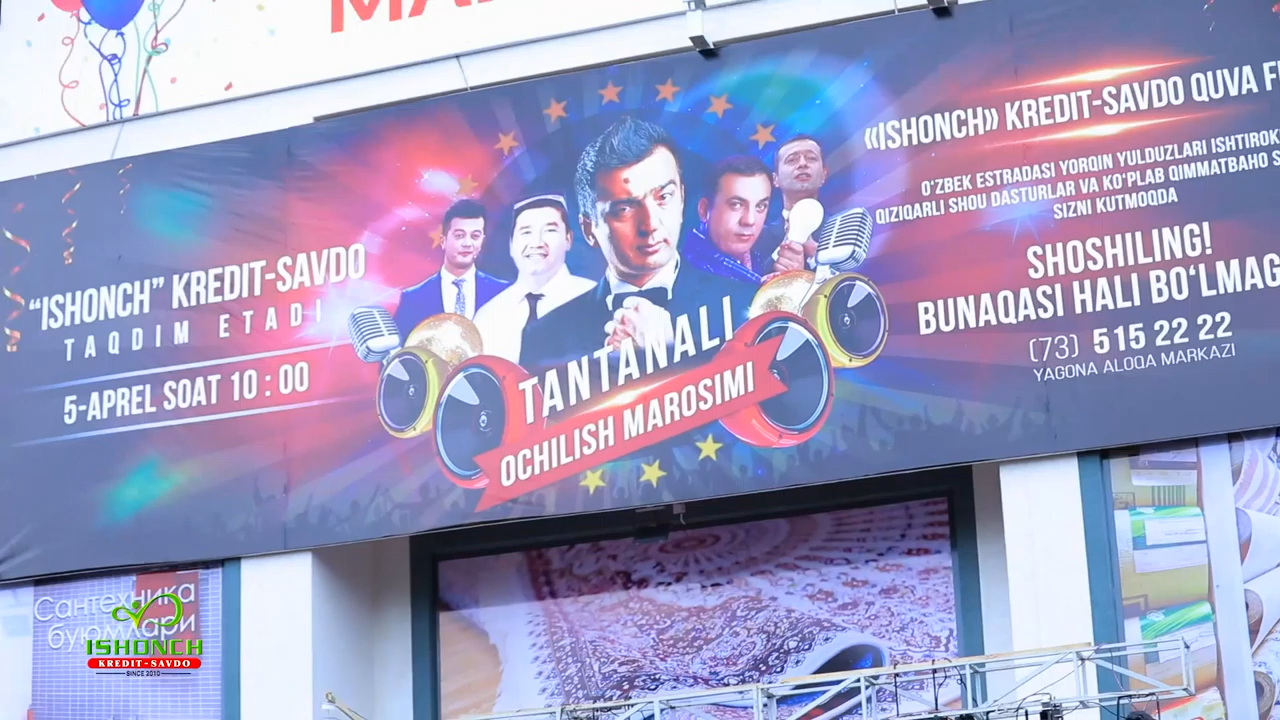 “ISHONCH” KREDIT-SAVDO
TAQDIM ETADI
5-APREL SOAT 10 : 00
TANTANALI
OCHILISH MAROSIMI
«ISHONCH» KREDIT-SAVDO QUVA
O‘ZBEK ESTRADASI YORQIN YULDUZLARI ISHTIROK
QIZIQARLI SHOU DASTURLAR VA KO‘PLAB QIMMATBAHO
SIZNI KUTMOQDA
SHOSHILING!
BUNAQASI HALI BO‘LMAG
(73) 515 22 22
YAGONA ALOQA MARKAZI
Сантехника
буюмлари
ISHONCH
KREDIT-SAVDO
SINCE 2010